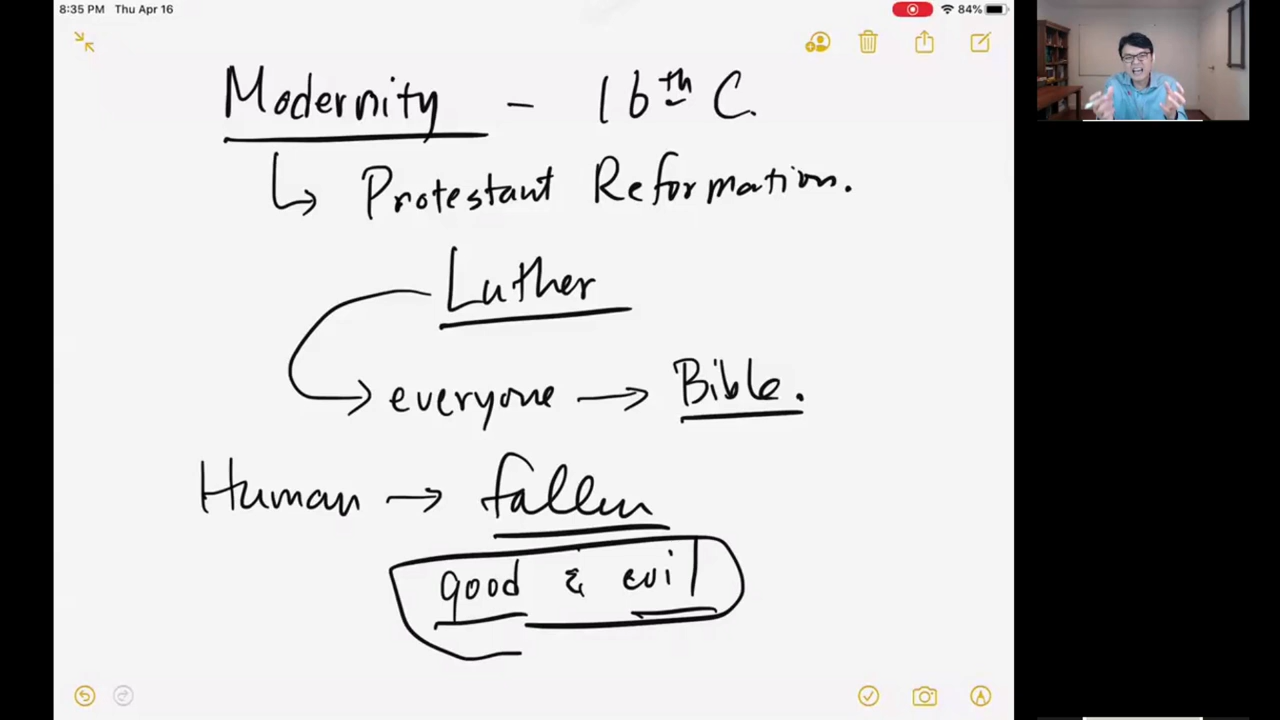 8:35 PM Thu Apr 16 84%
Modernity – 16th C.
↳ Protestant Reformation.
Luther
→ everyone → Bible.
Human → fallen
good & evil